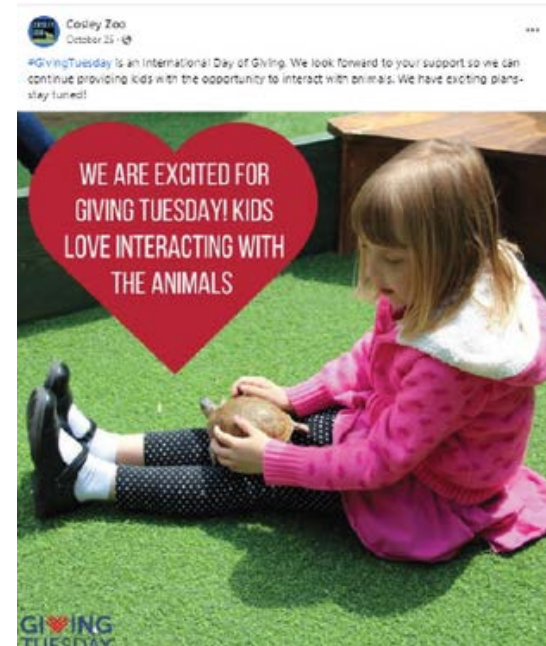 Cosley Zoo
October 25
#GivingTuesday is an International Day of Giving. We look forward to your support so we can
continue providing kids with the opportunity to interact with animals. We have exciting plans-
stay tuned!
WE ARE EXCITED FOR
GIVING TUESDAY! KIDS
LOVE INTERACTING WITH
THE ANIMALS
GIVING
TUESDAY